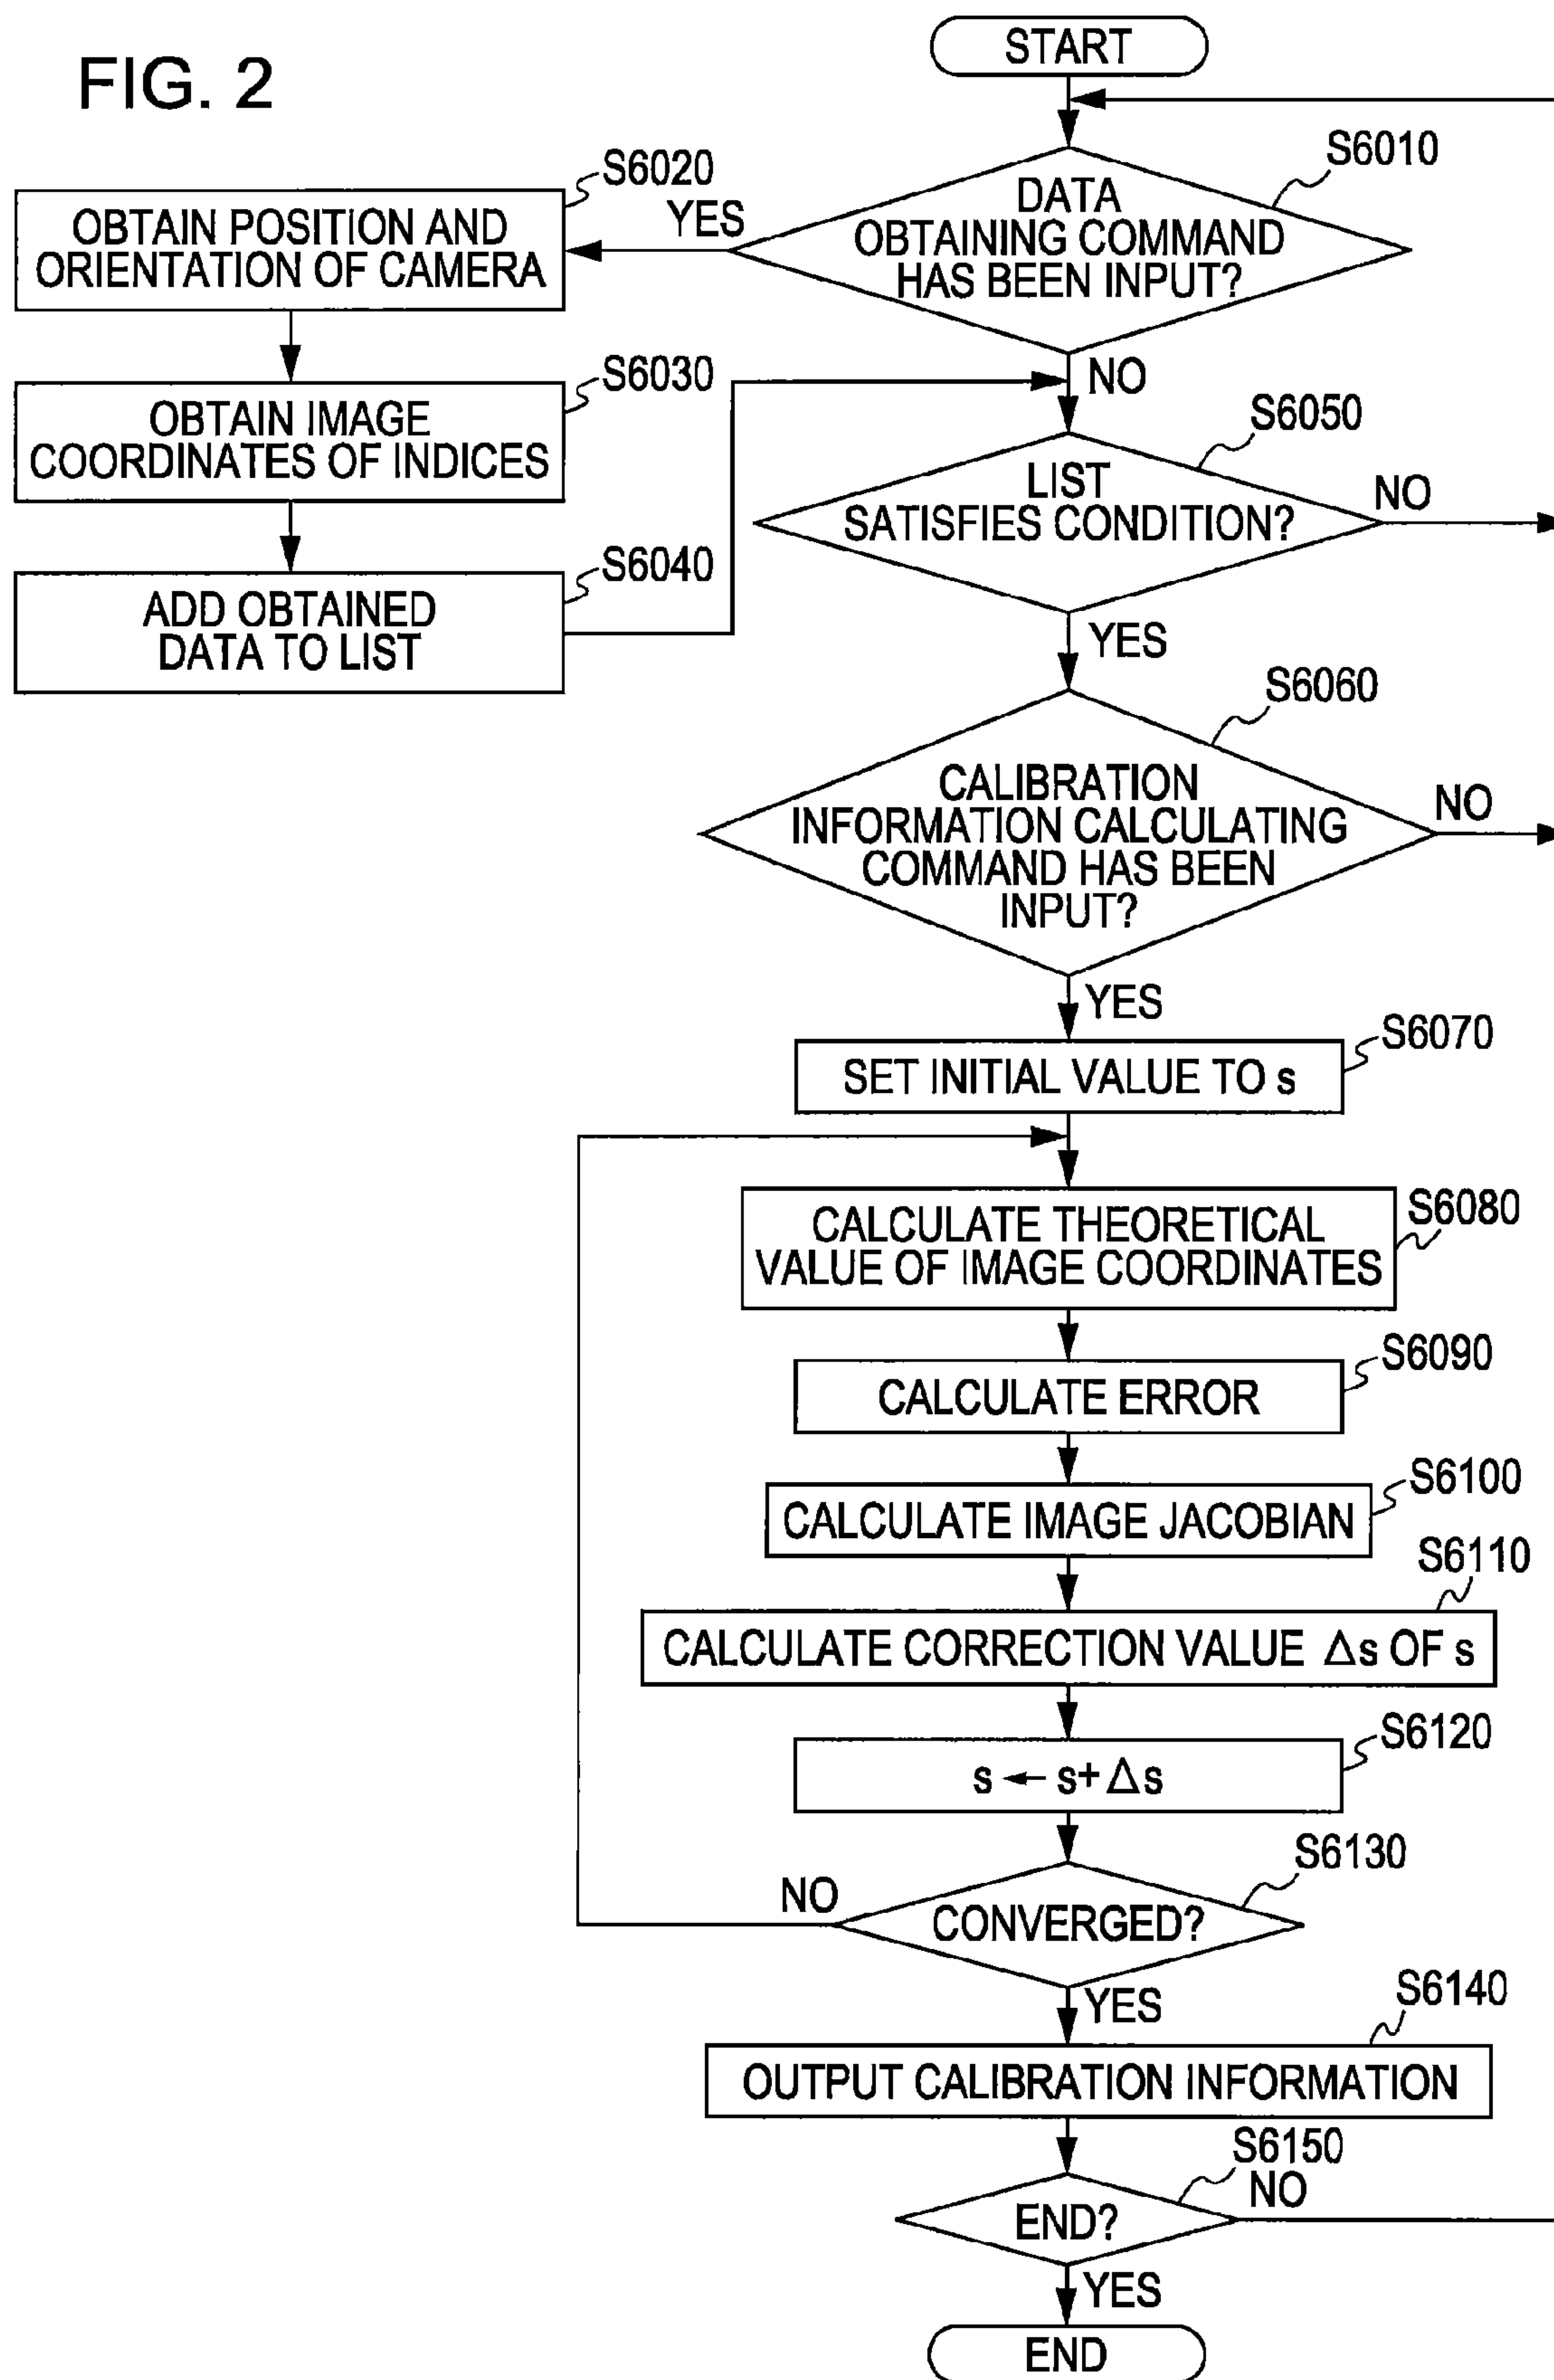 FIG. 2
START
S6010
DATA
OBTAINING COMMAND
HAS BEEN INPUT?
YES
NO
S6020
OBTAIN POSITION AND
ORIENTATION OF CAMERA
S6030
OBTAIN IMAGE
COORDINATES OF INDICES
S6040
ADD OBTAINED
DATA TO LIST
S6050
LIST
SATISFIES CONDITION?
NO
YES
S6060
CALIBRATION
INFORMATION CALCULATING
COMMAND HAS BEEN
INPUT?
NO
YES
S6070
SET INITIAL VALUE TO s
S6080
CALCULATE THEORETICAL
VALUE OF IMAGE COORDINATES
S6090
CALCULATE ERROR
S6100
CALCULATE IMAGE JACOBIAN
S6110
CALCULATE CORRECTION VALUE Δs OF s
S6120
s ← s+ Δs
S6130
CONVERGED?
NO
YES
S6140
OUTPUT CALIBRATION INFORMATION
S6150
END?
NO
YES
END